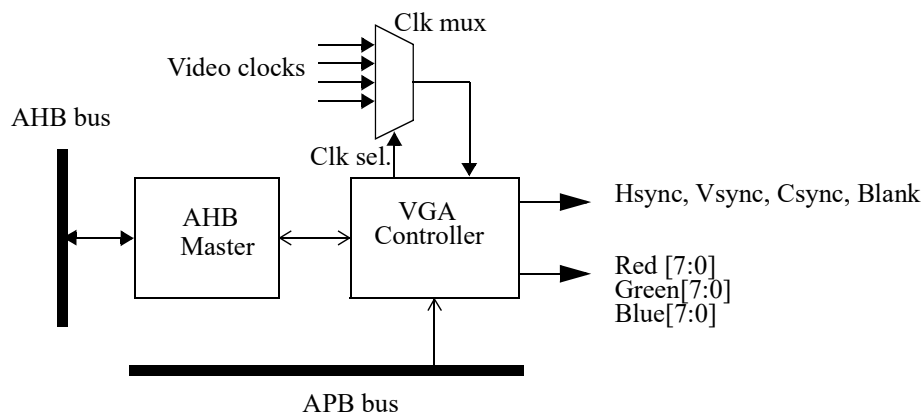 Clk mux
Video clocks
AHB bus
Clk sel.
AHB
Master
VGA
Controller
Hsync, Vsync, Csync, Blank
Red [7:0]
Green[7:0]
Blue[7:0]
APB bus